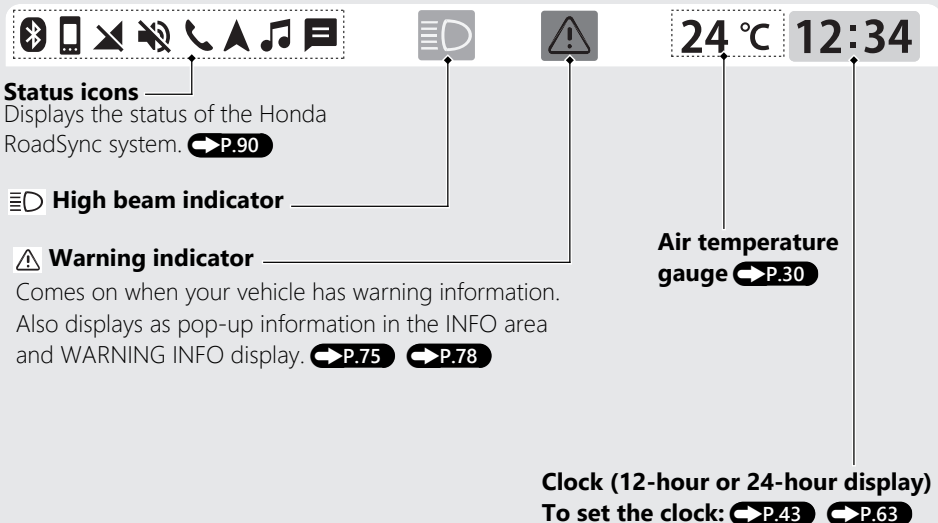 24 °C 12:34
Status icons
Displays the status of the Honda
RoadSync system. P.90
High beam indicator
Warning indicator
Comes on when your vehicle has warning information.
Also displays as pop-up information in the INFO area
and WARNING INFO display. P.75 P.78
Air temperature
gauge P.30
Clock (12-hour or 24-hour display)
To set the clock: P.43 P.63